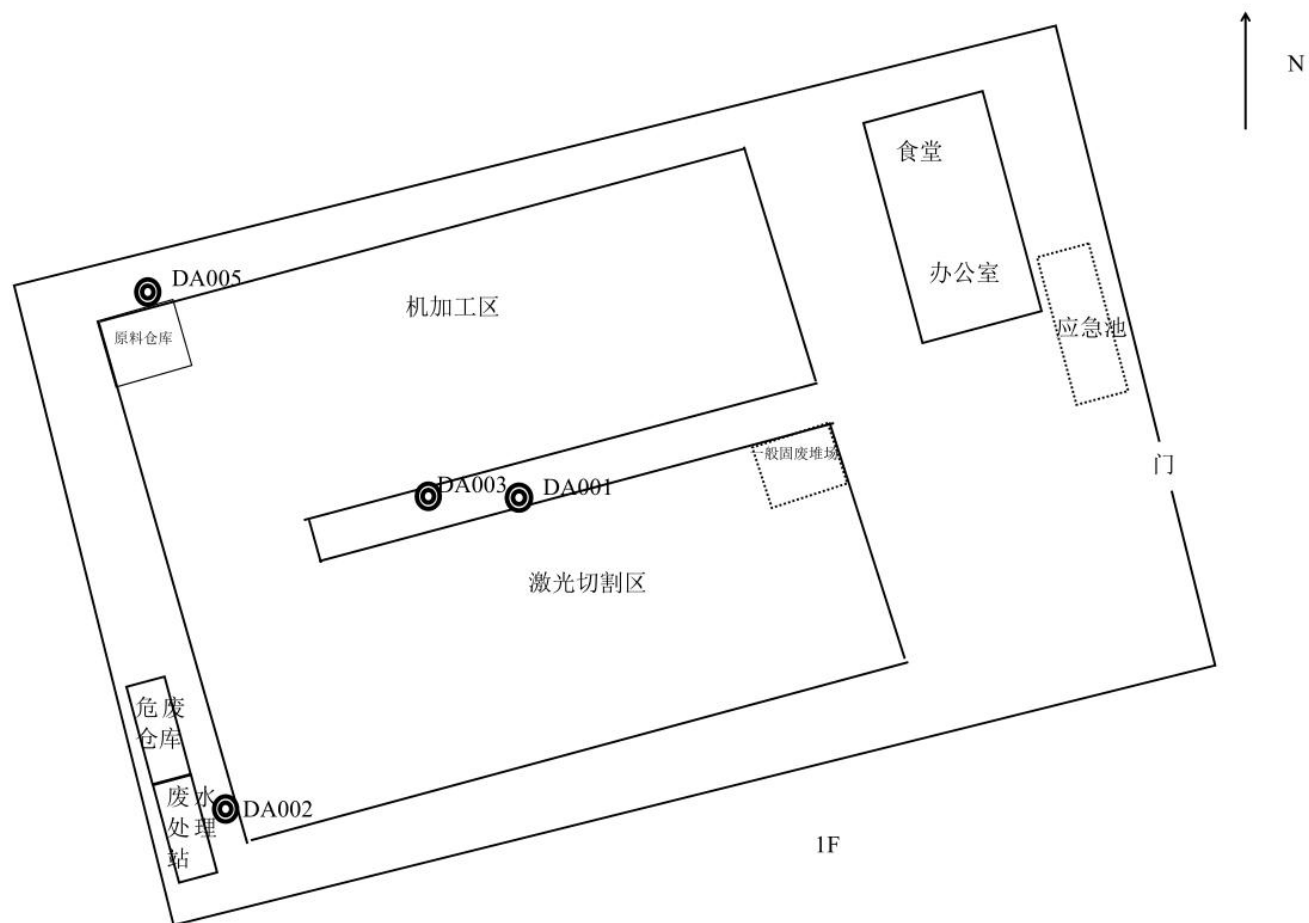 N
食堂
办公室
DA005
机加工区
原料仓库
应急池
一般固废堆场
门
DA003
DA001
激光切割区
危废
仓库
废水
处理
站
DA002
1F